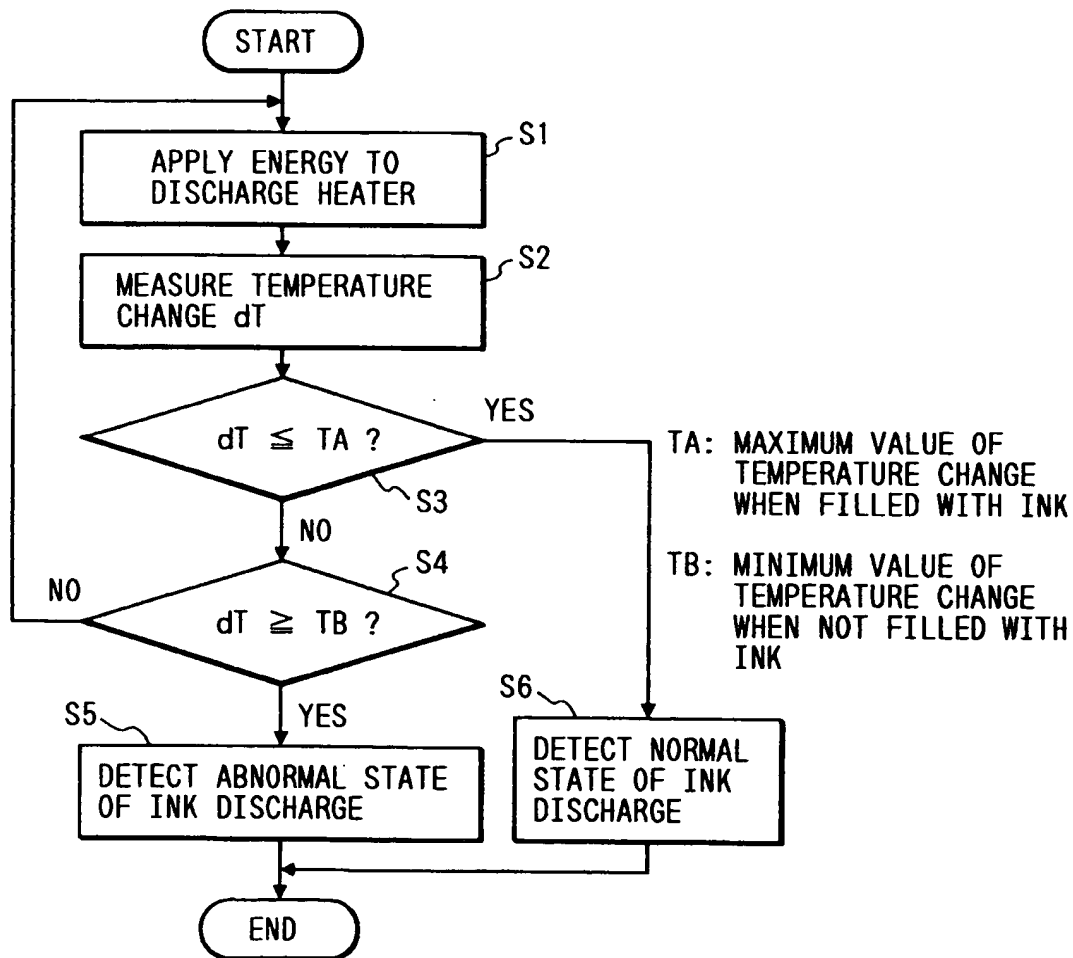 START
S1
APPLY ENERGY TO
DISCHARGE HEATER
S2
MEASURE TEMPERATURE
CHANGE dT
dT ≦ TA ?
YES
S3
NO
TA: MAXIMUM VALUE OF
TEMPERATURE CHANGE
WHEN FILLED WITH INK
S4
NO
dT ≧ TB ?
TB: MINIMUM VALUE OF
TEMPERATURE CHANGE
WHEN NOT FILLED WITH
INK
YES
S5
DETECT ABNORMAL STATE
OF INK DISCHARGE
S6
DETECT NORMAL
STATE OF INK
DISCHARGE
END